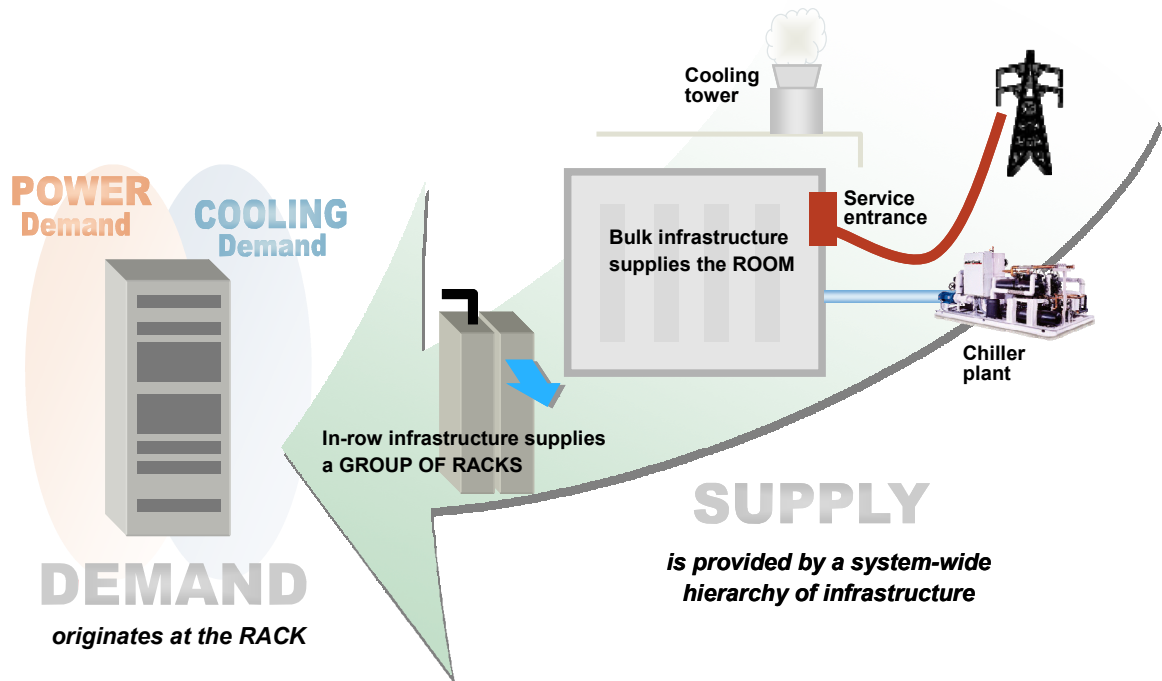 POWER
Demand
COOLING
Demand
DEMAND
originates at the RACK
In-row infrastructure supplies
a GROUP OF RACKS
Cooling
tower
Bulk infrastructure
supplies the ROOM
Service
entrance
Chiller
plant
SUPPLY
is provided by a system-wide
hierarchy of infrastructure